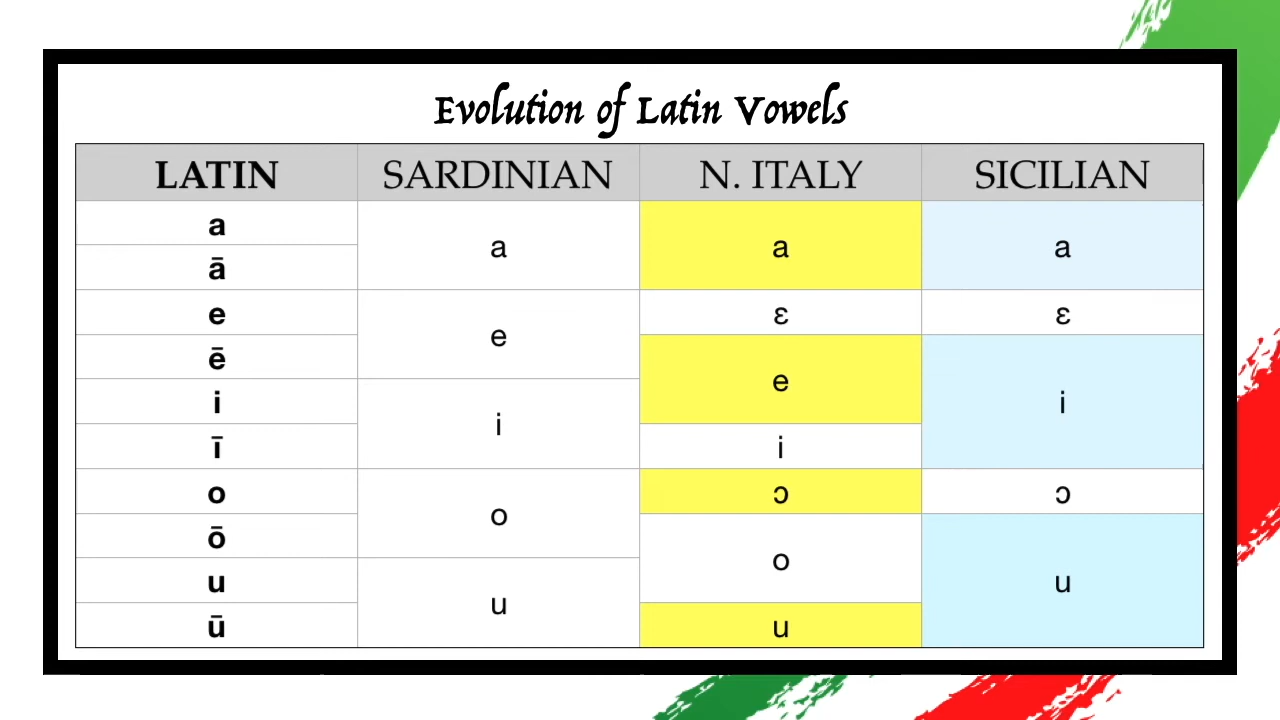 Evolution of Latin Vowels
LATIN SARDINIAN N. ITALY SICILIAN
a
a a a
ā
e ɛ ɛ
e
ē
e
i i
i
ī i
o ɔ ɔ
o
ō
o
u u
u
ū u